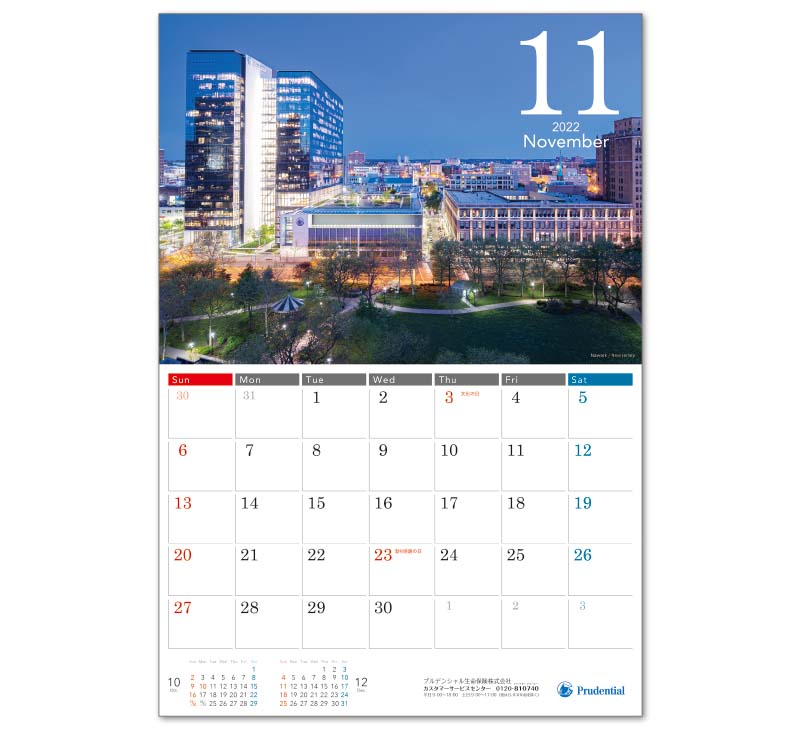 11
2022
November
Newark / New Jersey
Sun Mon Tue Wed Thu Fri Sat
30 31 1 2 3 文化の日 4 5
6 7 8 9 10 11 12
13 14 15 16 17 18 19
20 21 22 23 勤労感謝の日 24 25 26
27 28 29 30 1 2 3
10
Oct.
Sun Mon Tue Wed Thu Fri Sat
1
2 3 4 5 6 7 8
9 10 11 12 13 14 15
16 17 18 19 20 21 22
23/30 24/31 25 26 27 28 29
12
Dec.
Sun Mon Tue Wed Thu Fri Sat
1 2 3
4 5 6 7 8 9 10
11 12 13 14 15 16 17
18 19 20 21 22 23 24
25 26 27 28 29 30 31
プルデンシャル生命保険株式会社
カスタマーサービスセンター 0120-810740
Prudential